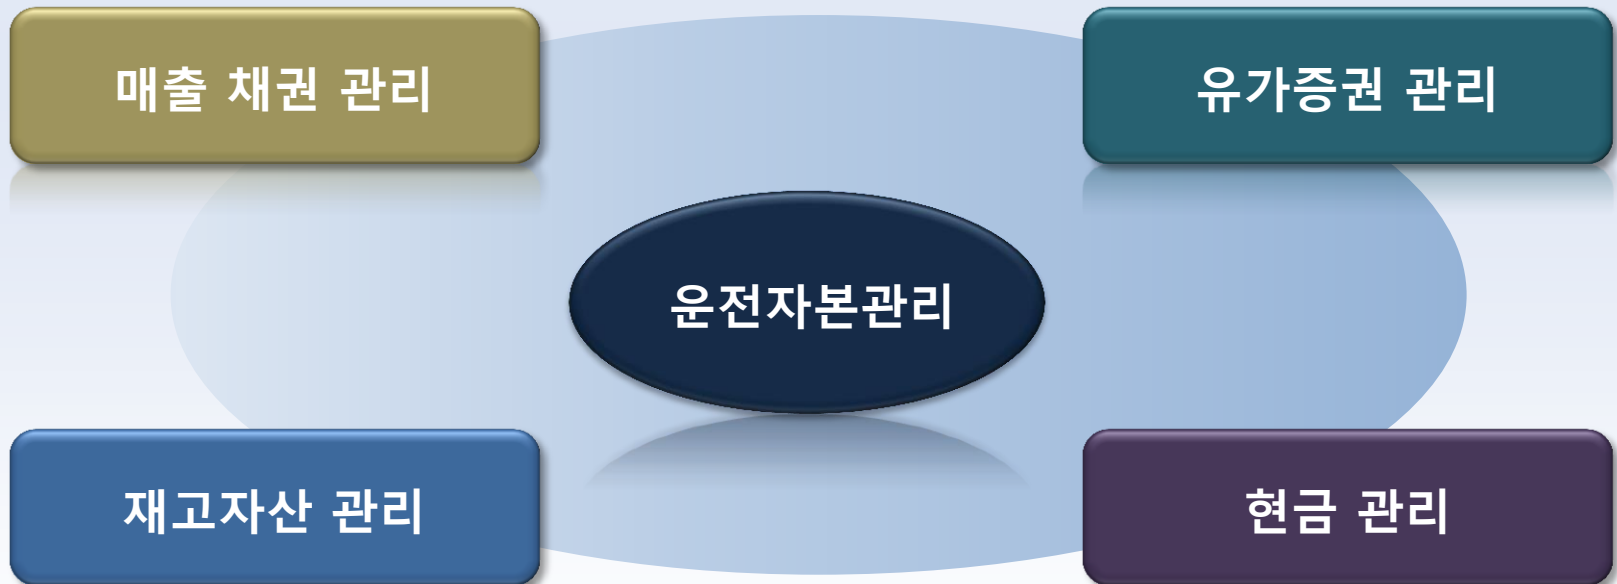 매출 채권 관리
유가증권 관리
운전자본관리
재고자산 관리
현금 관리